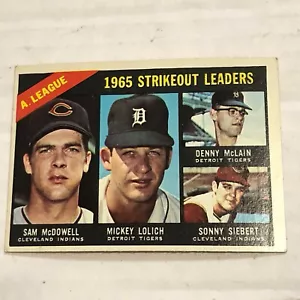 A. LEAGUE
1965 STRIKEOUT LEADERS
DENNY McLAIN
DETROIT TIGERS
SAM McDOWELL
CLEVELAND INDIANS
MICKEY LOLICH
DETROIT TIGERS
SONNY SIEBERT
CLEVELAND INDIANS